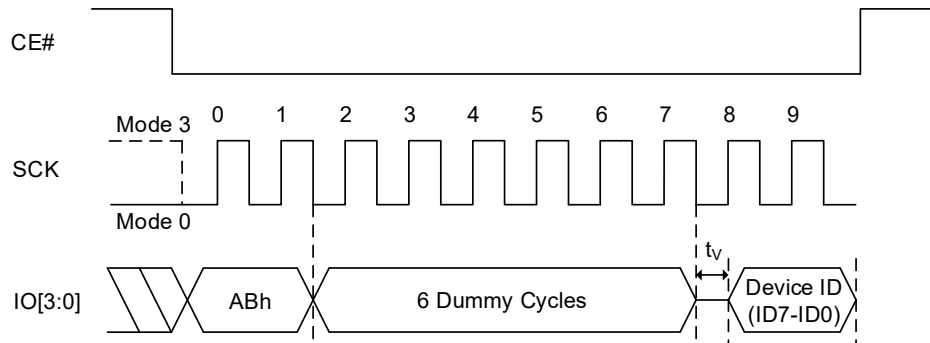 CE#
Mode 3
0 1 2 3 4 5 6 7 8 9
SCK
Mode 0
tV
IO[3:0]
ABh
6 Dummy Cycles
Device ID
(ID7-ID0)